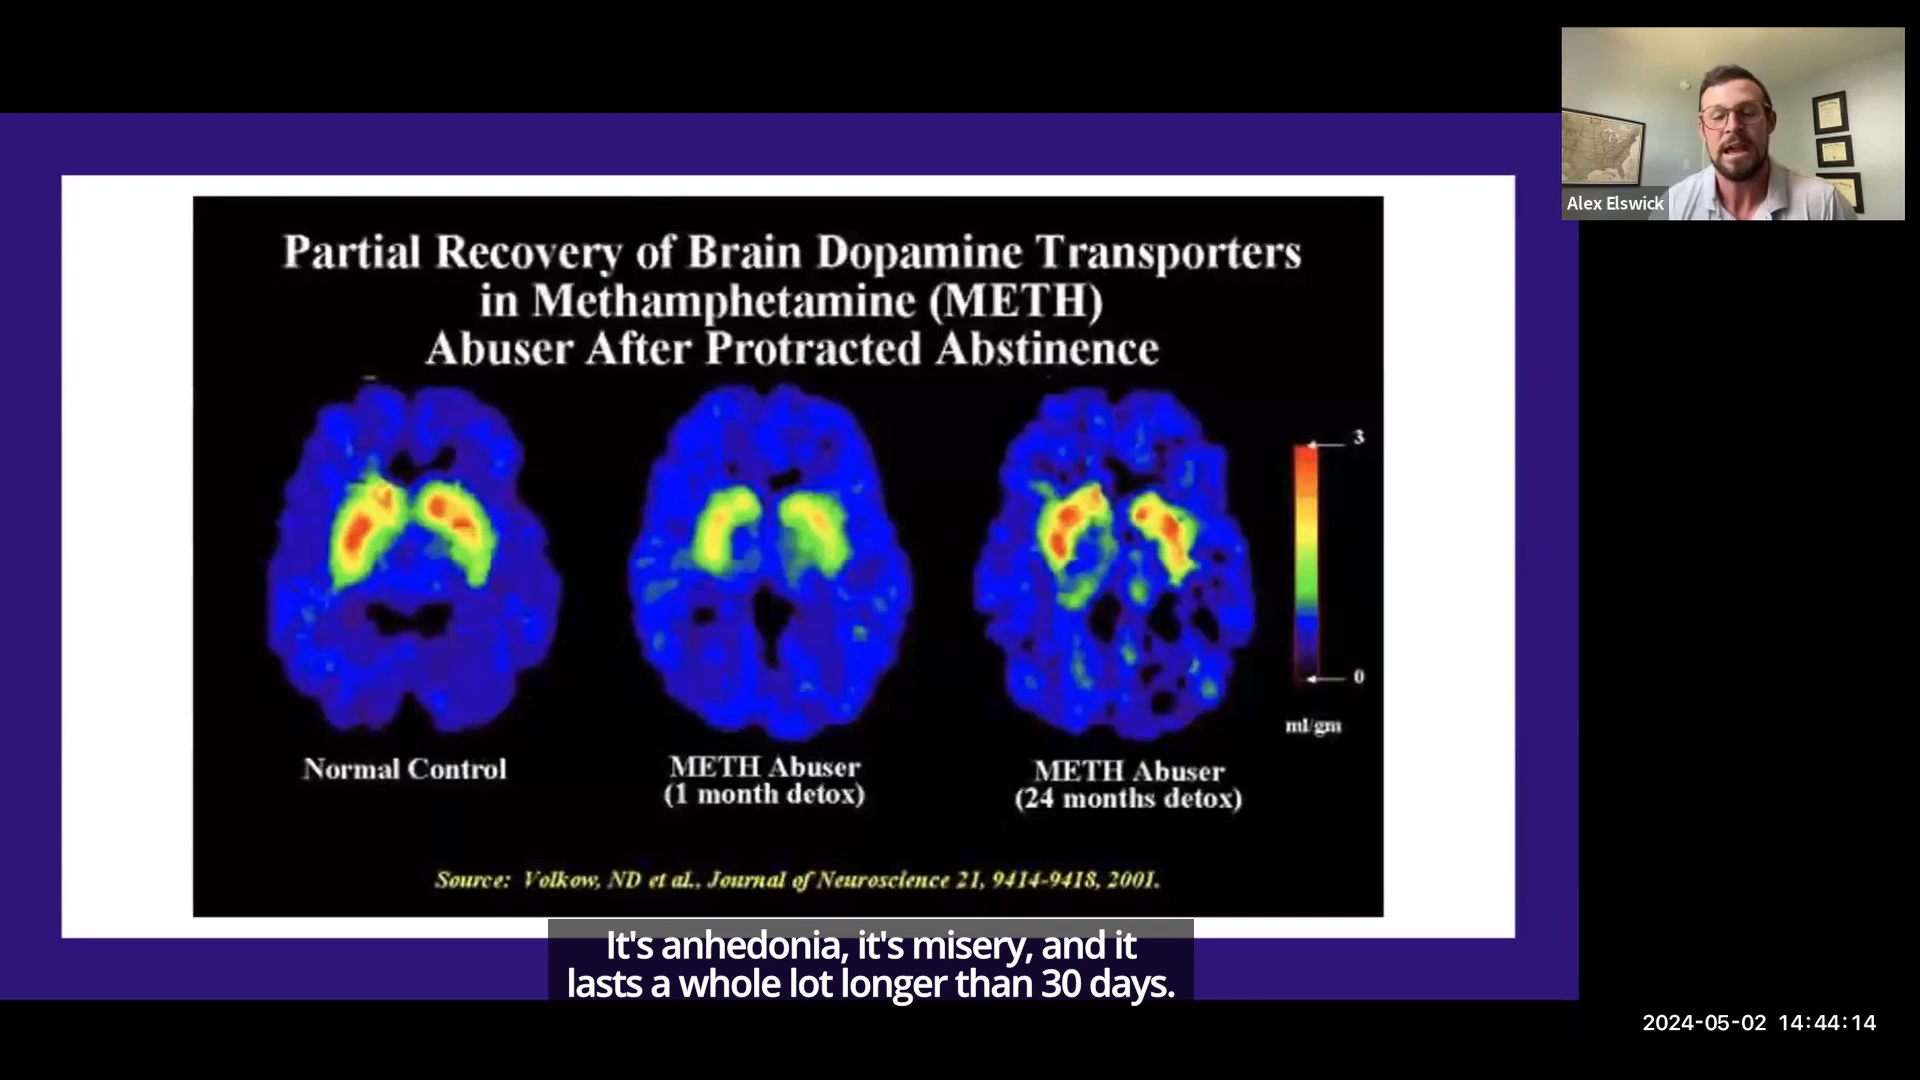 Alex Elswick
Partial Recovery of Brain Dopamine Transporters
in Methamphetamine (METH)
Abuser After Protracted Abstinence
3
0
ml/gm
Normal Control
METH Abuser
(1 month detox)
METH Abuser
(24 months detox)
Source: Volkow, ND et al., Journal of Neuroscience 21, 9414-9418, 2001.
It's anhedonia, it's misery, and it
lasts a whole lot longer than 30 days.
2024-05-02 14:44:14